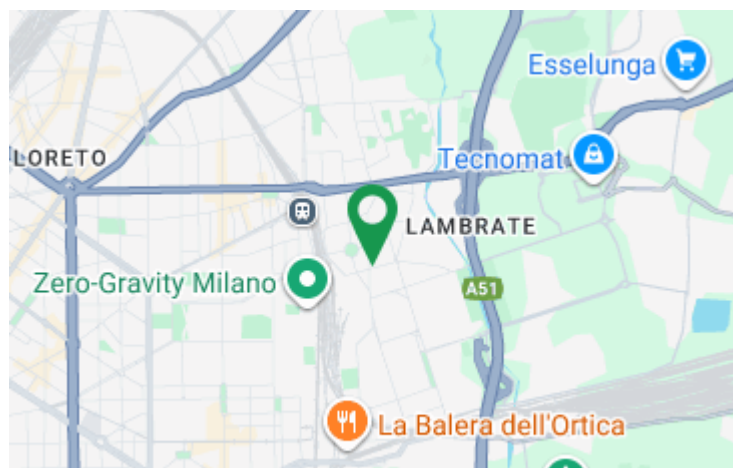 Esselunga
LORETO
Tecnomat
LAMBRATE
Zero-Gravity Milano
A51
La Balera dell'Ortica